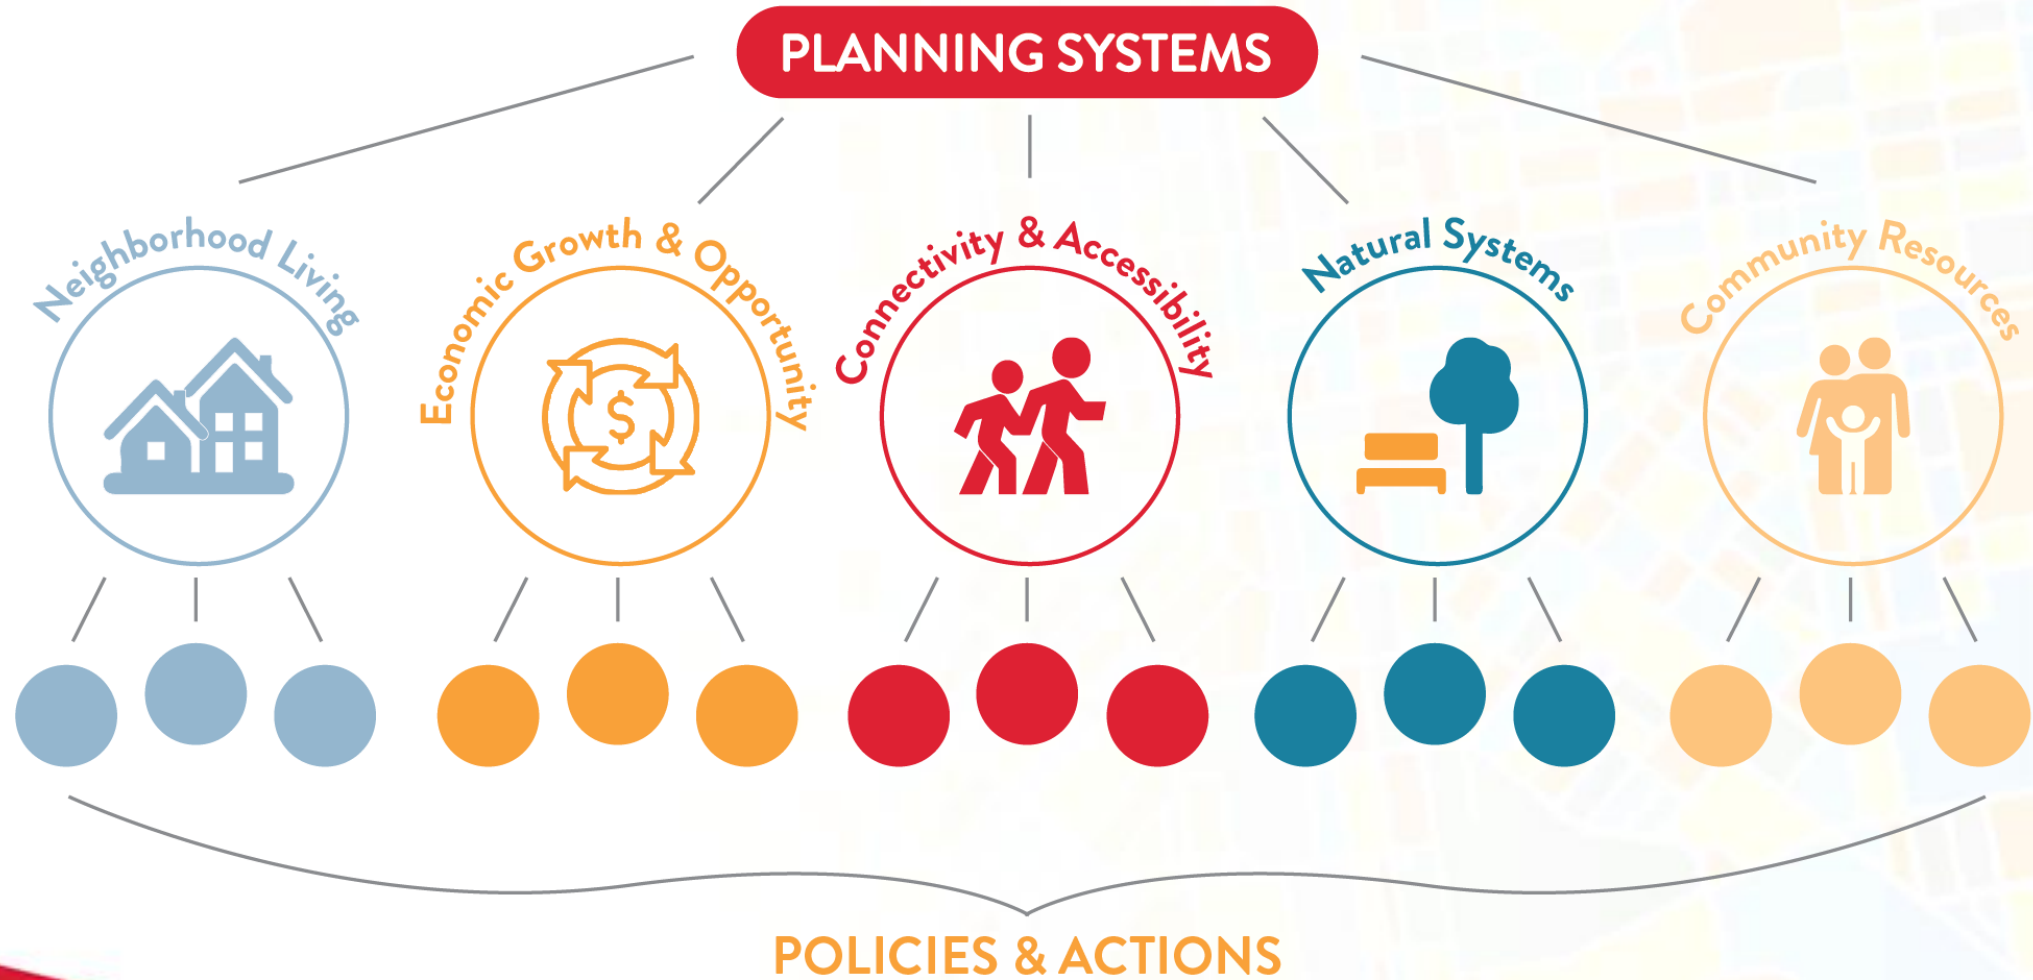 PLANNING SYSTEMS
Neighborhood Living
Economic Growth & Opportunity
Connectivity & Accessibility
Natural Systems
Community Resources
$
POLICIES & ACTIONS